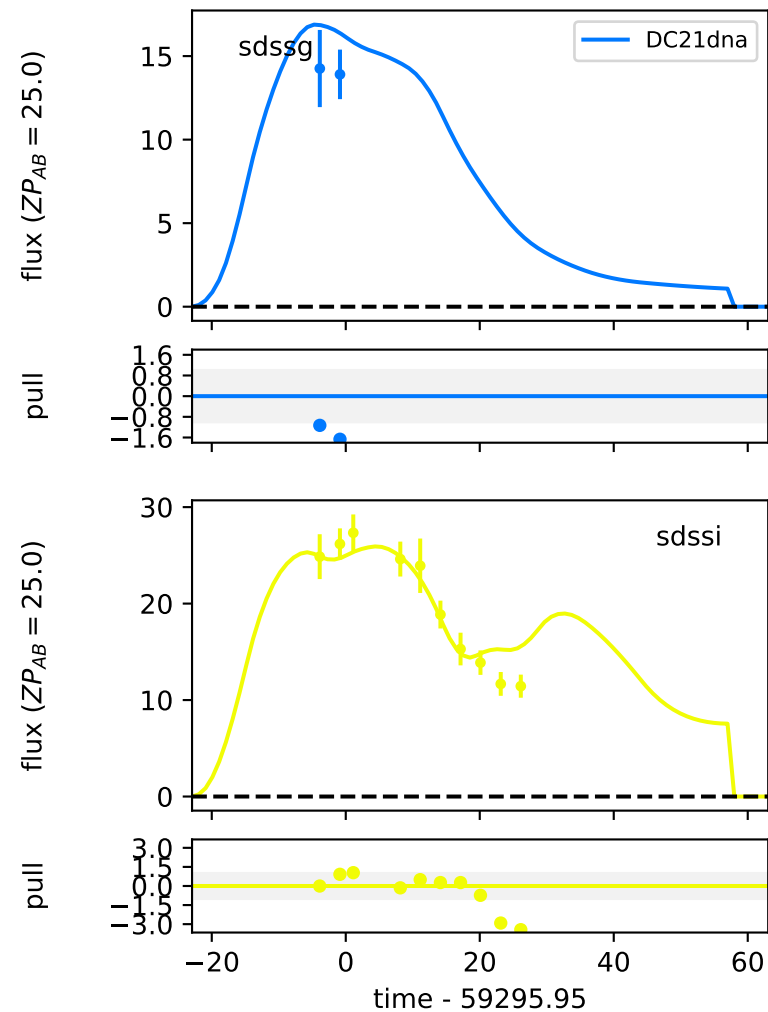 sdssg
DC21dna
flux (ZP_AB = 25.0)
15
10
5
0
pull
1.6
0.8
0.0
−0.8
−1.6
sdssi
flux (ZP_AB = 25.0)
30
20
10
0
pull
3.0
1.5
0.0
−1.5
−3.0
−20 0 20 40 60
time - 59295.95